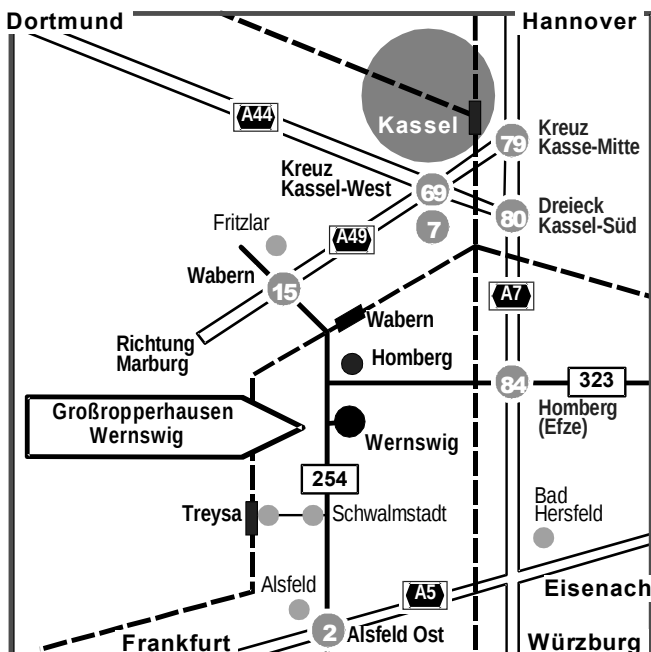 Dortmund
Hannover
A44
Kassel
79
Kreuz
Kasse-Mitte
Kreuz
Kassel-West
69
7
80
Dreieck
Kassel-Süd
Fritzlar
A49
Wabern
15
A7
Wabern
Richtung
Marburg
Homberg
84
323
Großropperhausen
Wernswig
Homberg
(Efze)
Wernswig
254
Treysa
Schwalmstadt
Bad
Hersfeld
Alsfeld
A5
Eisenach
2
Alsfeld Ost
Frankfurt
Würzburg